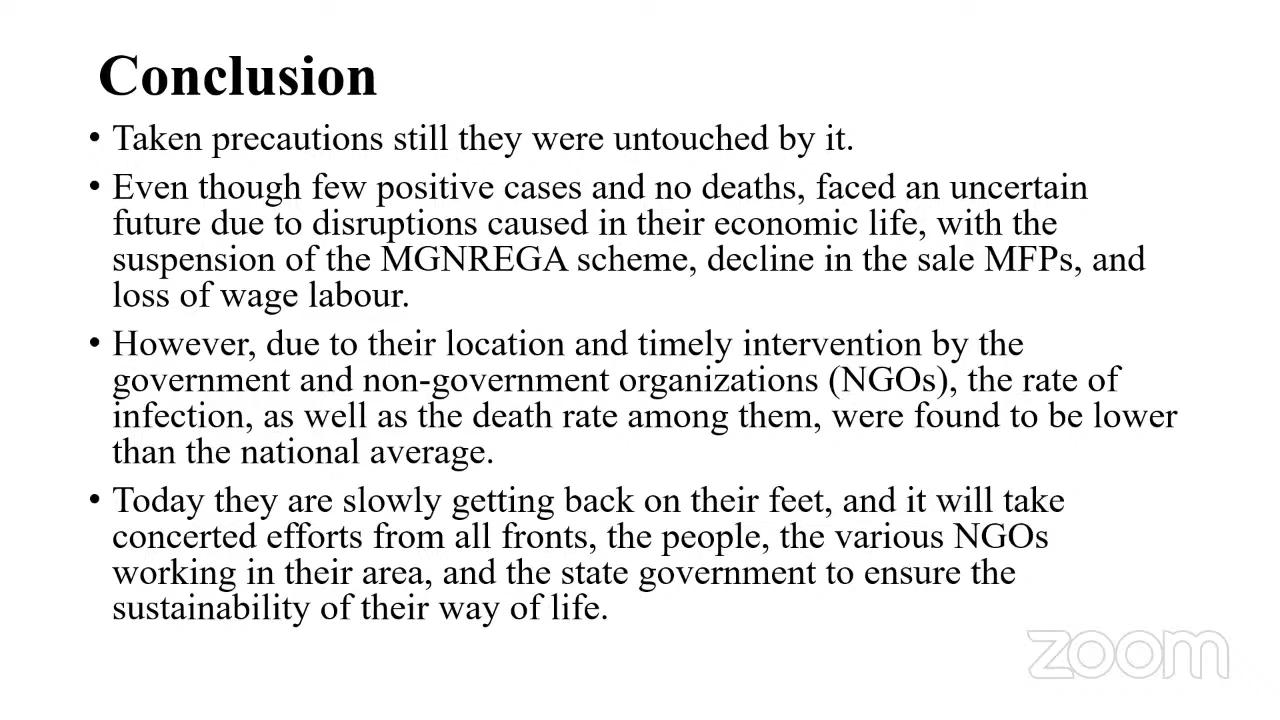 Conclusion
• Taken precautions still they were untouched by it.
• Even though few positive cases and no deaths, faced an uncertain
future due to disruptions caused in their economic life, with the
suspension of the MGNREGA scheme, decline in the sale MFPs, and
loss of wage labour.
• However, due to their location and timely intervention by the
government and non-government organizations (NGOs), the rate of
infection, as well as the death rate among them, were found to be lower
than the national average.
• Today they are slowly getting back on their feet, and it will take
concerted efforts from all fronts, the people, the various NGOs
working in their area, and the state government to ensure the
sustainability of their way of life.
zoom